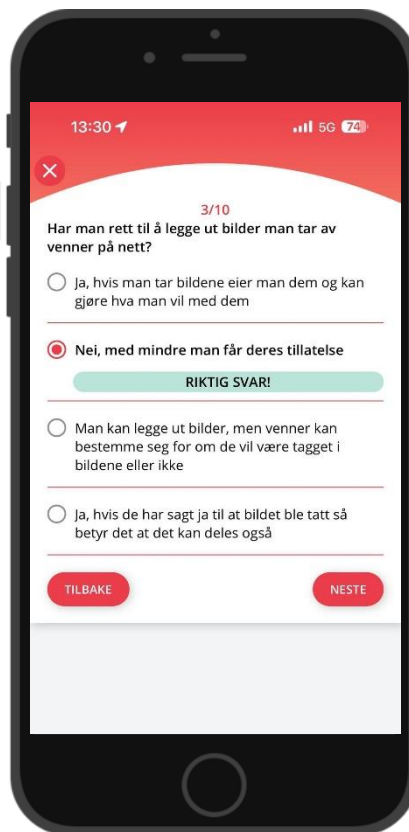 13:30
5G 74
3/10
Har man rett til å legge ut bilder man tar av
venner på nett?
Ja, hvis man tar bildene eier man dem og kan
gjøre hva man vil med dem
Nei, med mindre man får deres tillatelse
RIKTIG SVAR!
Man kan legge ut bilder, men venner kan
bestemme seg for om de vil være tagget i
bildene eller ikke
Ja, hvis de har sagt ja til at bildet ble tatt så
betyr det at det kan deles også
TILBAKE
NESTE